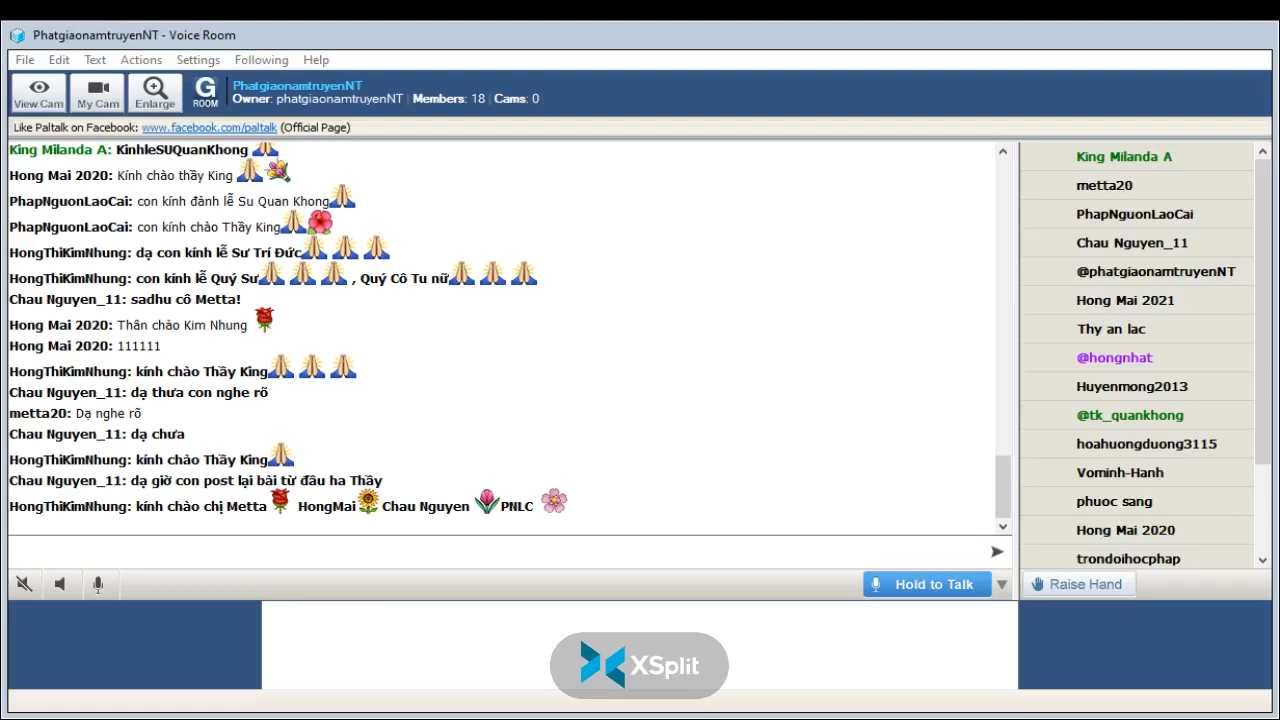 PhatgiaonamtruyenNT - Voice Room
File Edit Text Actions Settings Following Help
View Cam My Cam Enlarge G ROOM
PhatgiaonamtruyenNT
Owner: phatgiaonamtruyenNT | Members: 18 | Cams: 0
Like Paltalk on Facebook: www.facebook.com/paltalk (Official Page)
King Milanda A: KinhleSUQuanKhong
Hong Mai 2020: Kính chào thầy King
PhapNguonLaoCai: con kính đảnh lễ Su Quan Khong
PhapNguonLaoCai: con kính chào Thầy King
HongThiKimNhung: dạ con kính lễ Sư Trí Đức
HongThiKimNhung: con kính lễ Quý Sư , Quý Cô Tu nữ
Chau Nguyen_11: sadhu cô Metta!
Hong Mai 2020: Thân chào Kim Nhung
Hong Mai 2020: 111111
HongThiKimNhung: kính chào Thầy King
Chau Nguyen_11: dạ thưa con nghe rõ
metta20: Dạ nghe rõ
Chau Nguyen_11: dạ chưa
HongThiKimNhung: kính chào Thầy King
Chau Nguyen_11: dạ giờ con post lại bài từ đầu ha Thầy
HongThiKimNhung: kính chào chị Metta HongMai Chau Nguyen PNLC
King Milanda A
metta20
PhapNguonLaoCai
Chau Nguyen_11
@phatgiaonamtruyenNT
Hong Mai 2021
Thy an lac
@hongnhat
Huyenmong2013
@tk_quankhong
hoahuongduong3115
Vominh-Hanh
phuoc sang
Hong Mai 2020
trondoihocphap
Hold to Talk
Raise Hand
XSplit